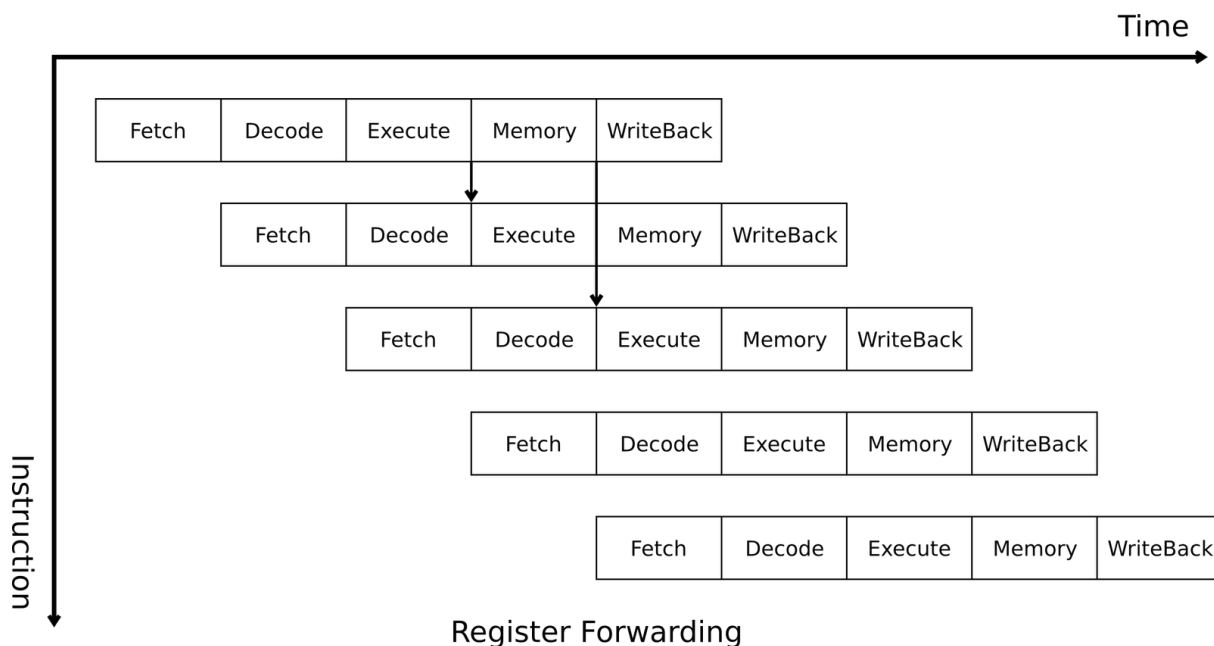 Time
Fetch Decode Execute Memory WriteBack
Fetch Decode Execute Memory WriteBack
Fetch Decode Execute Memory WriteBack
Fetch Decode Execute Memory WriteBack
Fetch Decode Execute Memory WriteBack
Instruction
Register Forwarding